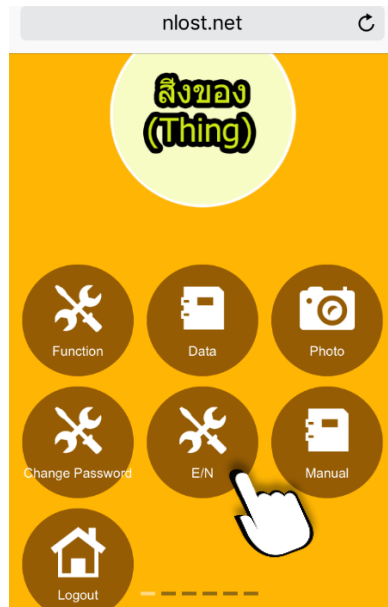 nlost.net
สิ่งของ
(Thing)
Function
Data
Photo
Change Password
E/N
Manual
Logout